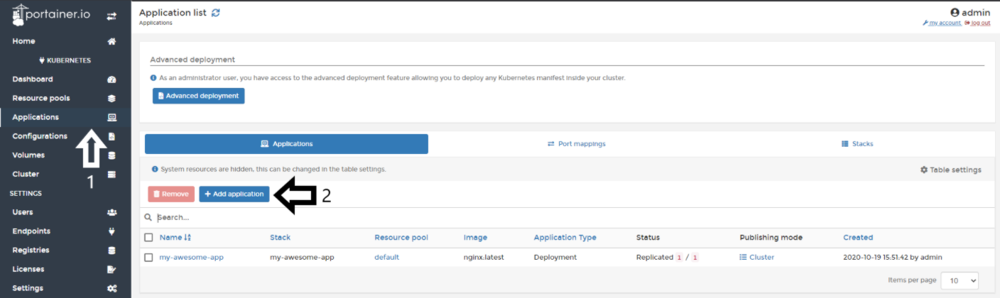 portainer.io
Home
KUBERNETES
Dashboard
Resource pools
Applications
Configurations
Volumes
Cluster
SETTINGS
Users
Endpoints
Registries
Licenses
Settings
1
Application list
Applications
admin
my account log out
Advanced deployment
As an administrator user, you have access to the advanced deployment feature allowing you to deploy any Kubernetes manifest inside your cluster.
Advanced deployment
Applications Port mappings Stacks
System resources are hidden, this can be changed in the table settings. Table settings
Remove + Add application 2
Search...
Name Stack Resource pool Image Application Type Status Publishing mode Created
my-awesome-app my-awesome-app default nginx:latest Deployment Replicated 1 / 1 Cluster 2020-10-19 15:51:42 by admin
Items per page 10